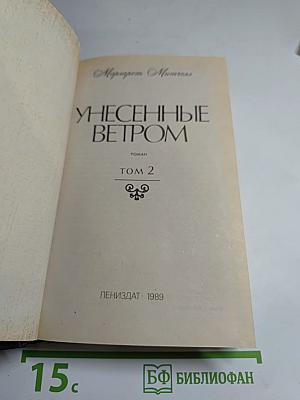 Маргарет Митчелл
УНЕСЕННЫЕ
ВЕТРОМ
РОМАН
ТОМ 2
ЛЕНИЗДАТ 1989
15с
БФ БИБЛИОФАН